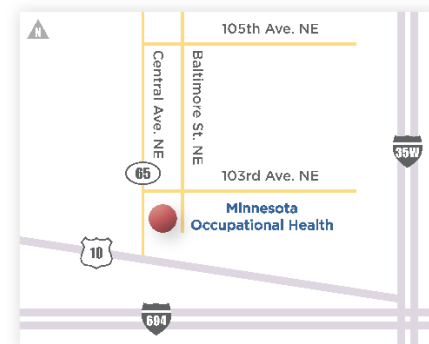 N
105th Ave. NE
Central Ave. NE
Baltimore St. NE
35W
65
103rd Ave. NE
Minnesota
Occupational Health
10
694